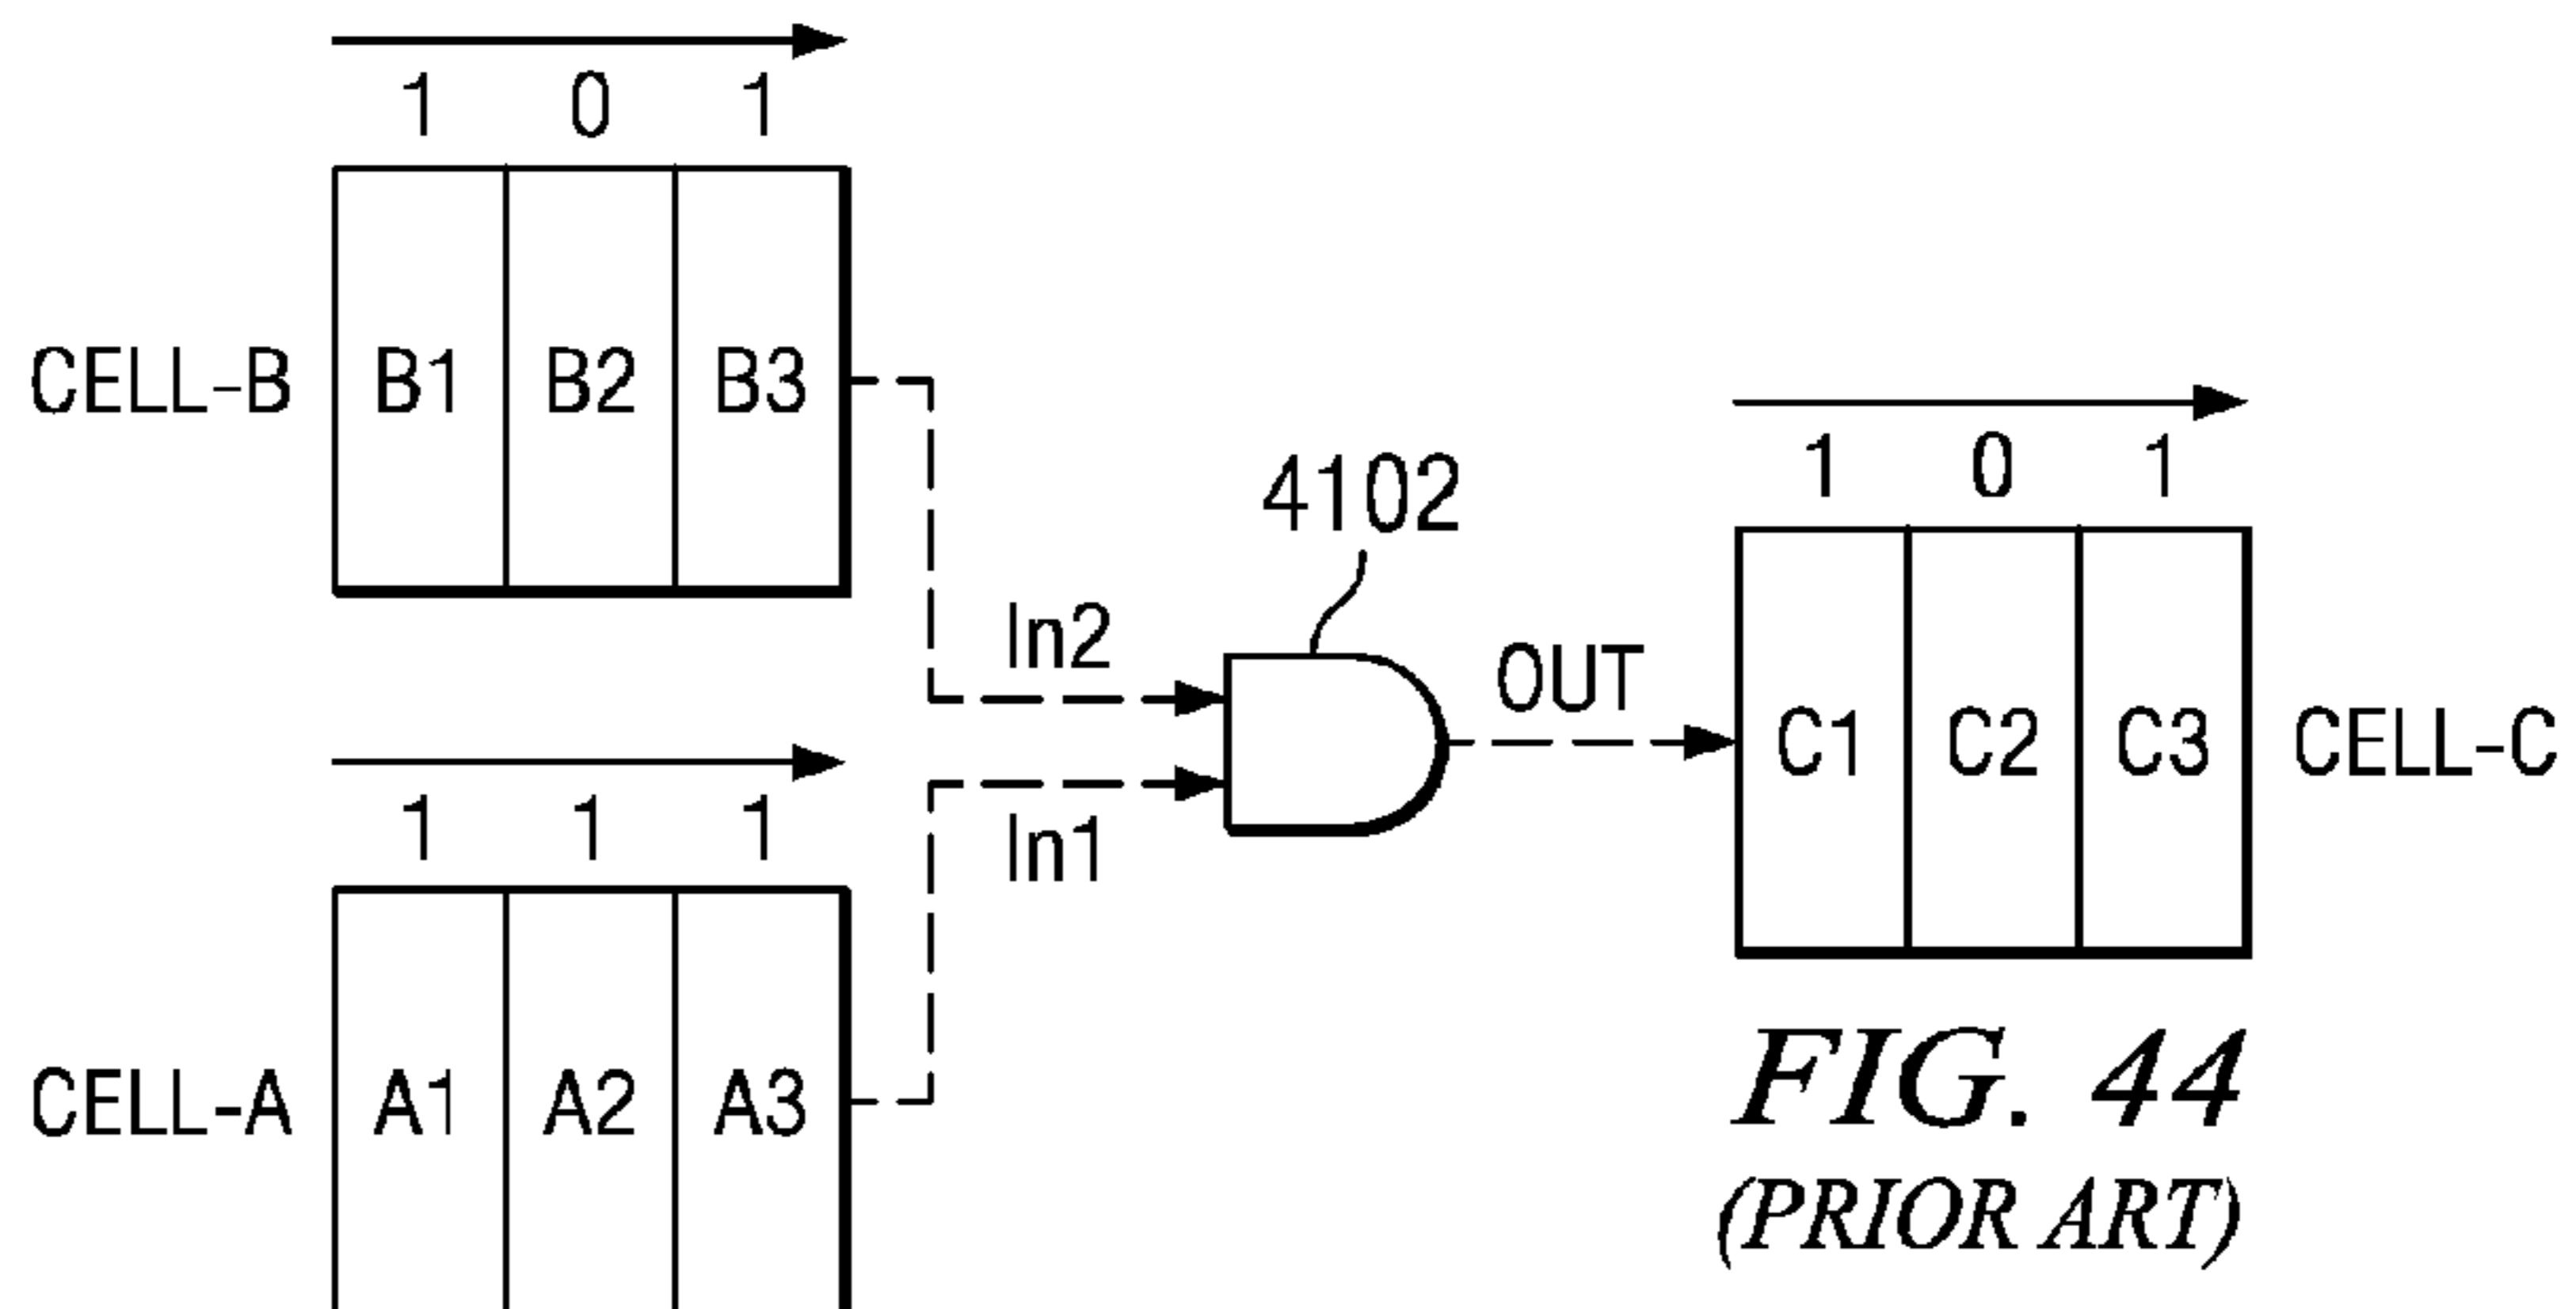 1 0 1
CELL-B B1 B2 B3
In2
1 1 1
In1
CELL-A A1 A2 A3
4102
OUT
1 0 1
C1 C2 C3 CELL-C
FIG. 44
(PRIOR ART)